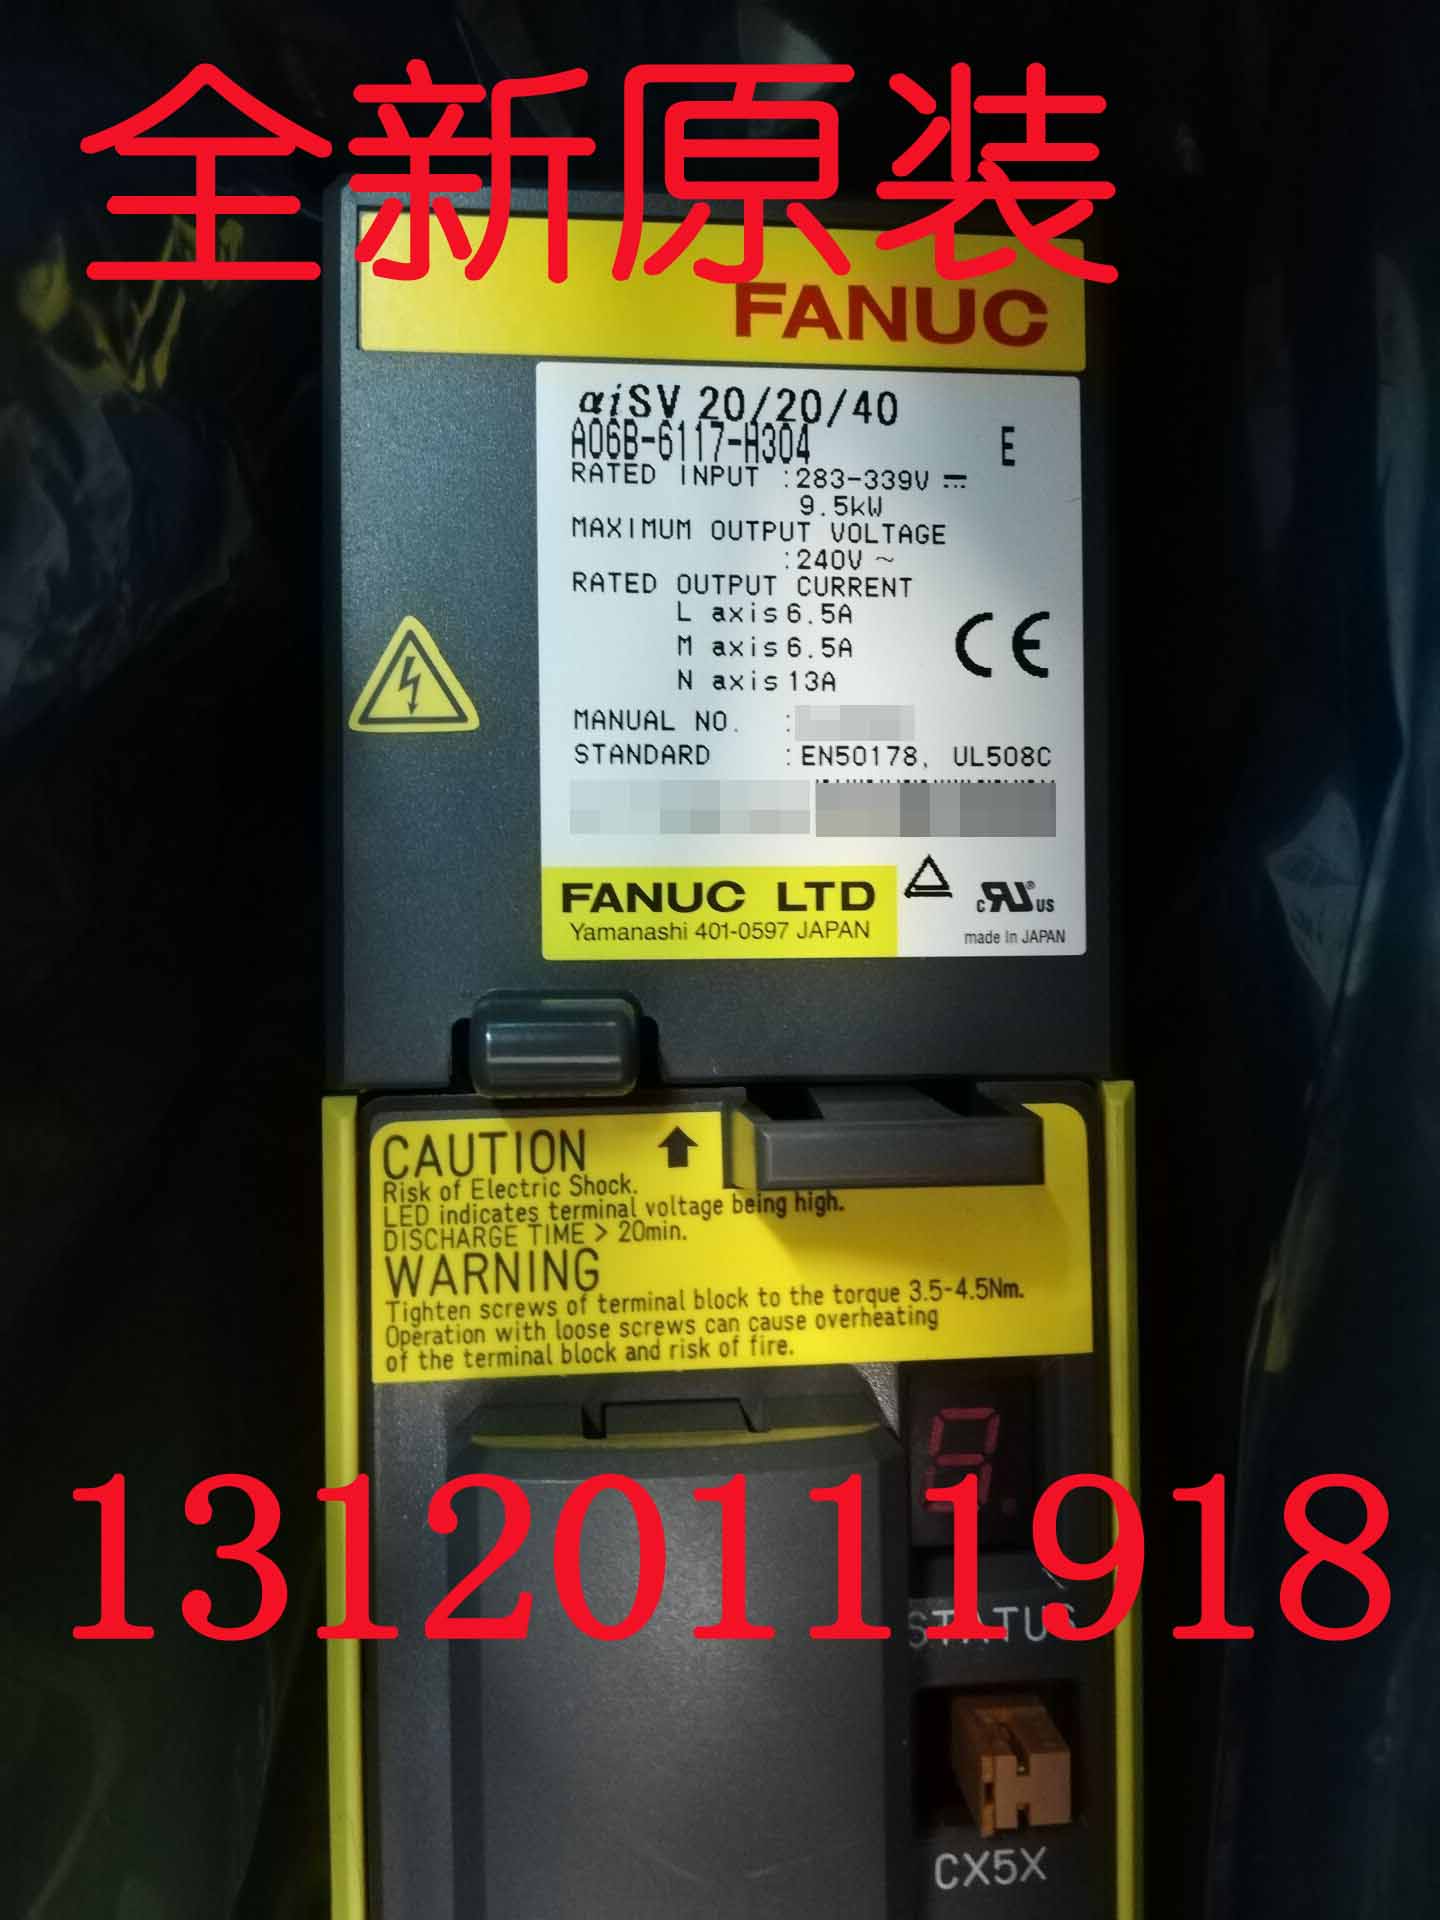 全新原装
FANUC
αiSV 20/20/40
A06B-6117-H304 E
RATED INPUT :283-339V ⎓
9.5kW
MAXIMUM OUTPUT VOLTAGE
:240V ~
RATED OUTPUT CURRENT
L axis 6.5A
M axis 6.5A
N axis 13A
CE
MANUAL NO. :
STANDARD :EN50178, UL508C
FANUC LTD
Yamanashi 401-0597 JAPAN
c RU® US
made in JAPAN
CAUTION
Risk of Electric Shock.
LED indicates terminal voltage being high.
DISCHARGE TIME > 20min.
WARNING
Tighten screws of terminal block to the torque 3.5-4.5Nm.
Operation with loose screws can cause overheating
of the terminal block and risk of fire.
13120111918
STATUS
CX5X